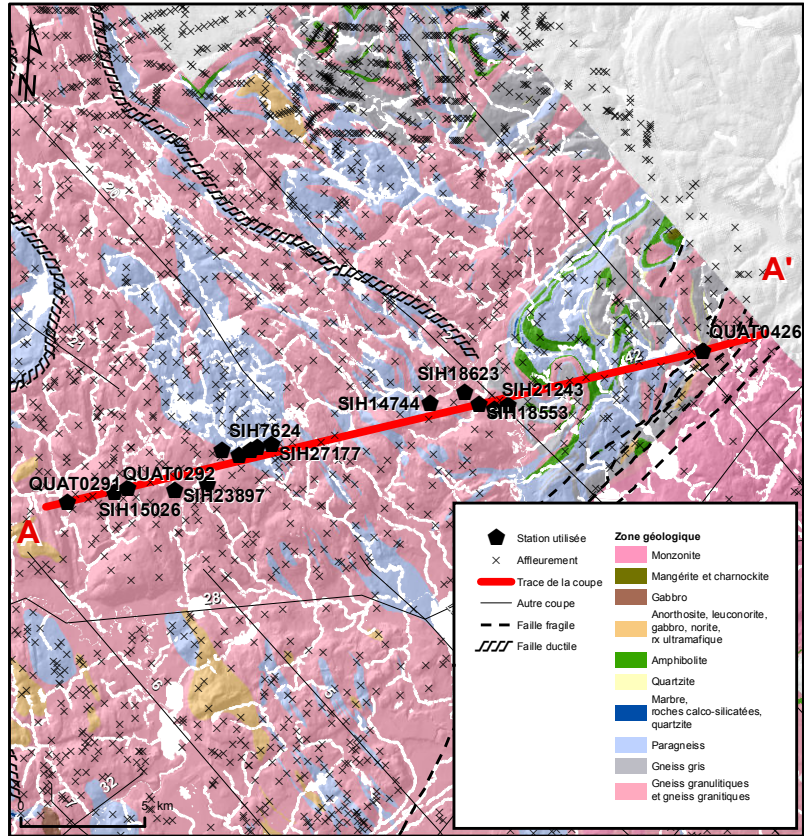 N
A'
QUAT0426
42
SIH18623
SIH21243
SIH14744
SIH18553
SIH7624
SIH27177
QUAT0291
QUAT0292
SIH23897
SIH15026
A
28
6
5
32
0 5 km
Station utilisée
Affleurement
Trace de la coupe
Autre coupe
Faille fragile
Faille ductile
Zone géologique
Monzonite
Mangérite et charnockite
Gabbro
Anorthosite, leuconorite,
gabbro, norite,
rx ultramafique
Amphibolite
Quartzite
Marbre,
roches calco-silicatées,
quartzite
Paragneiss
Gneiss gris
Gneiss granulitiques
et gneiss granitiques